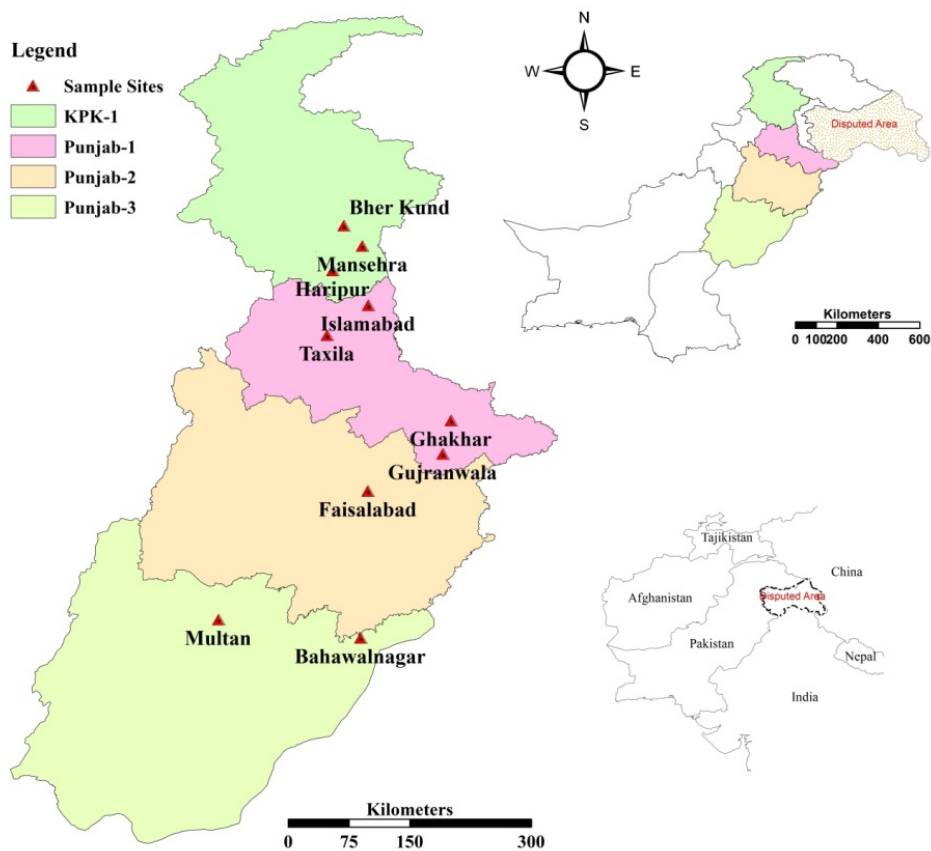 Legend
Sample Sites
KPK-1
Punjab-1
Punjab-2
Punjab-3
Bher Kund
Mansehra
Haripur
Islamabad
Taxila
Ghakhar
Gujranwala
Faisalabad
Multan
Bahawalnagar
Kilometers
0 75 150 300
N
W E
S
Disputed Area
Kilometers
0 100200 400 600
Tajikistan
China
Afghanistan
Disputed Area
Pakistan
Nepal
India